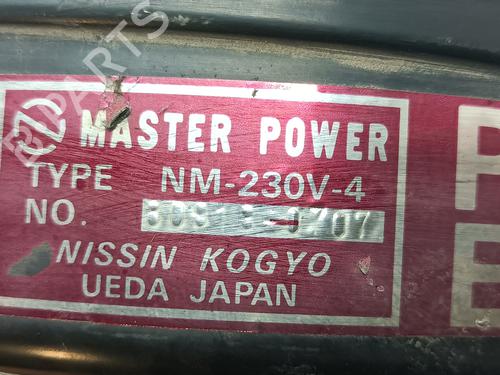 MASTER POWER
TYPE NM-230V-4
NO.
NISSIN KOGYO
UEDA JAPAN